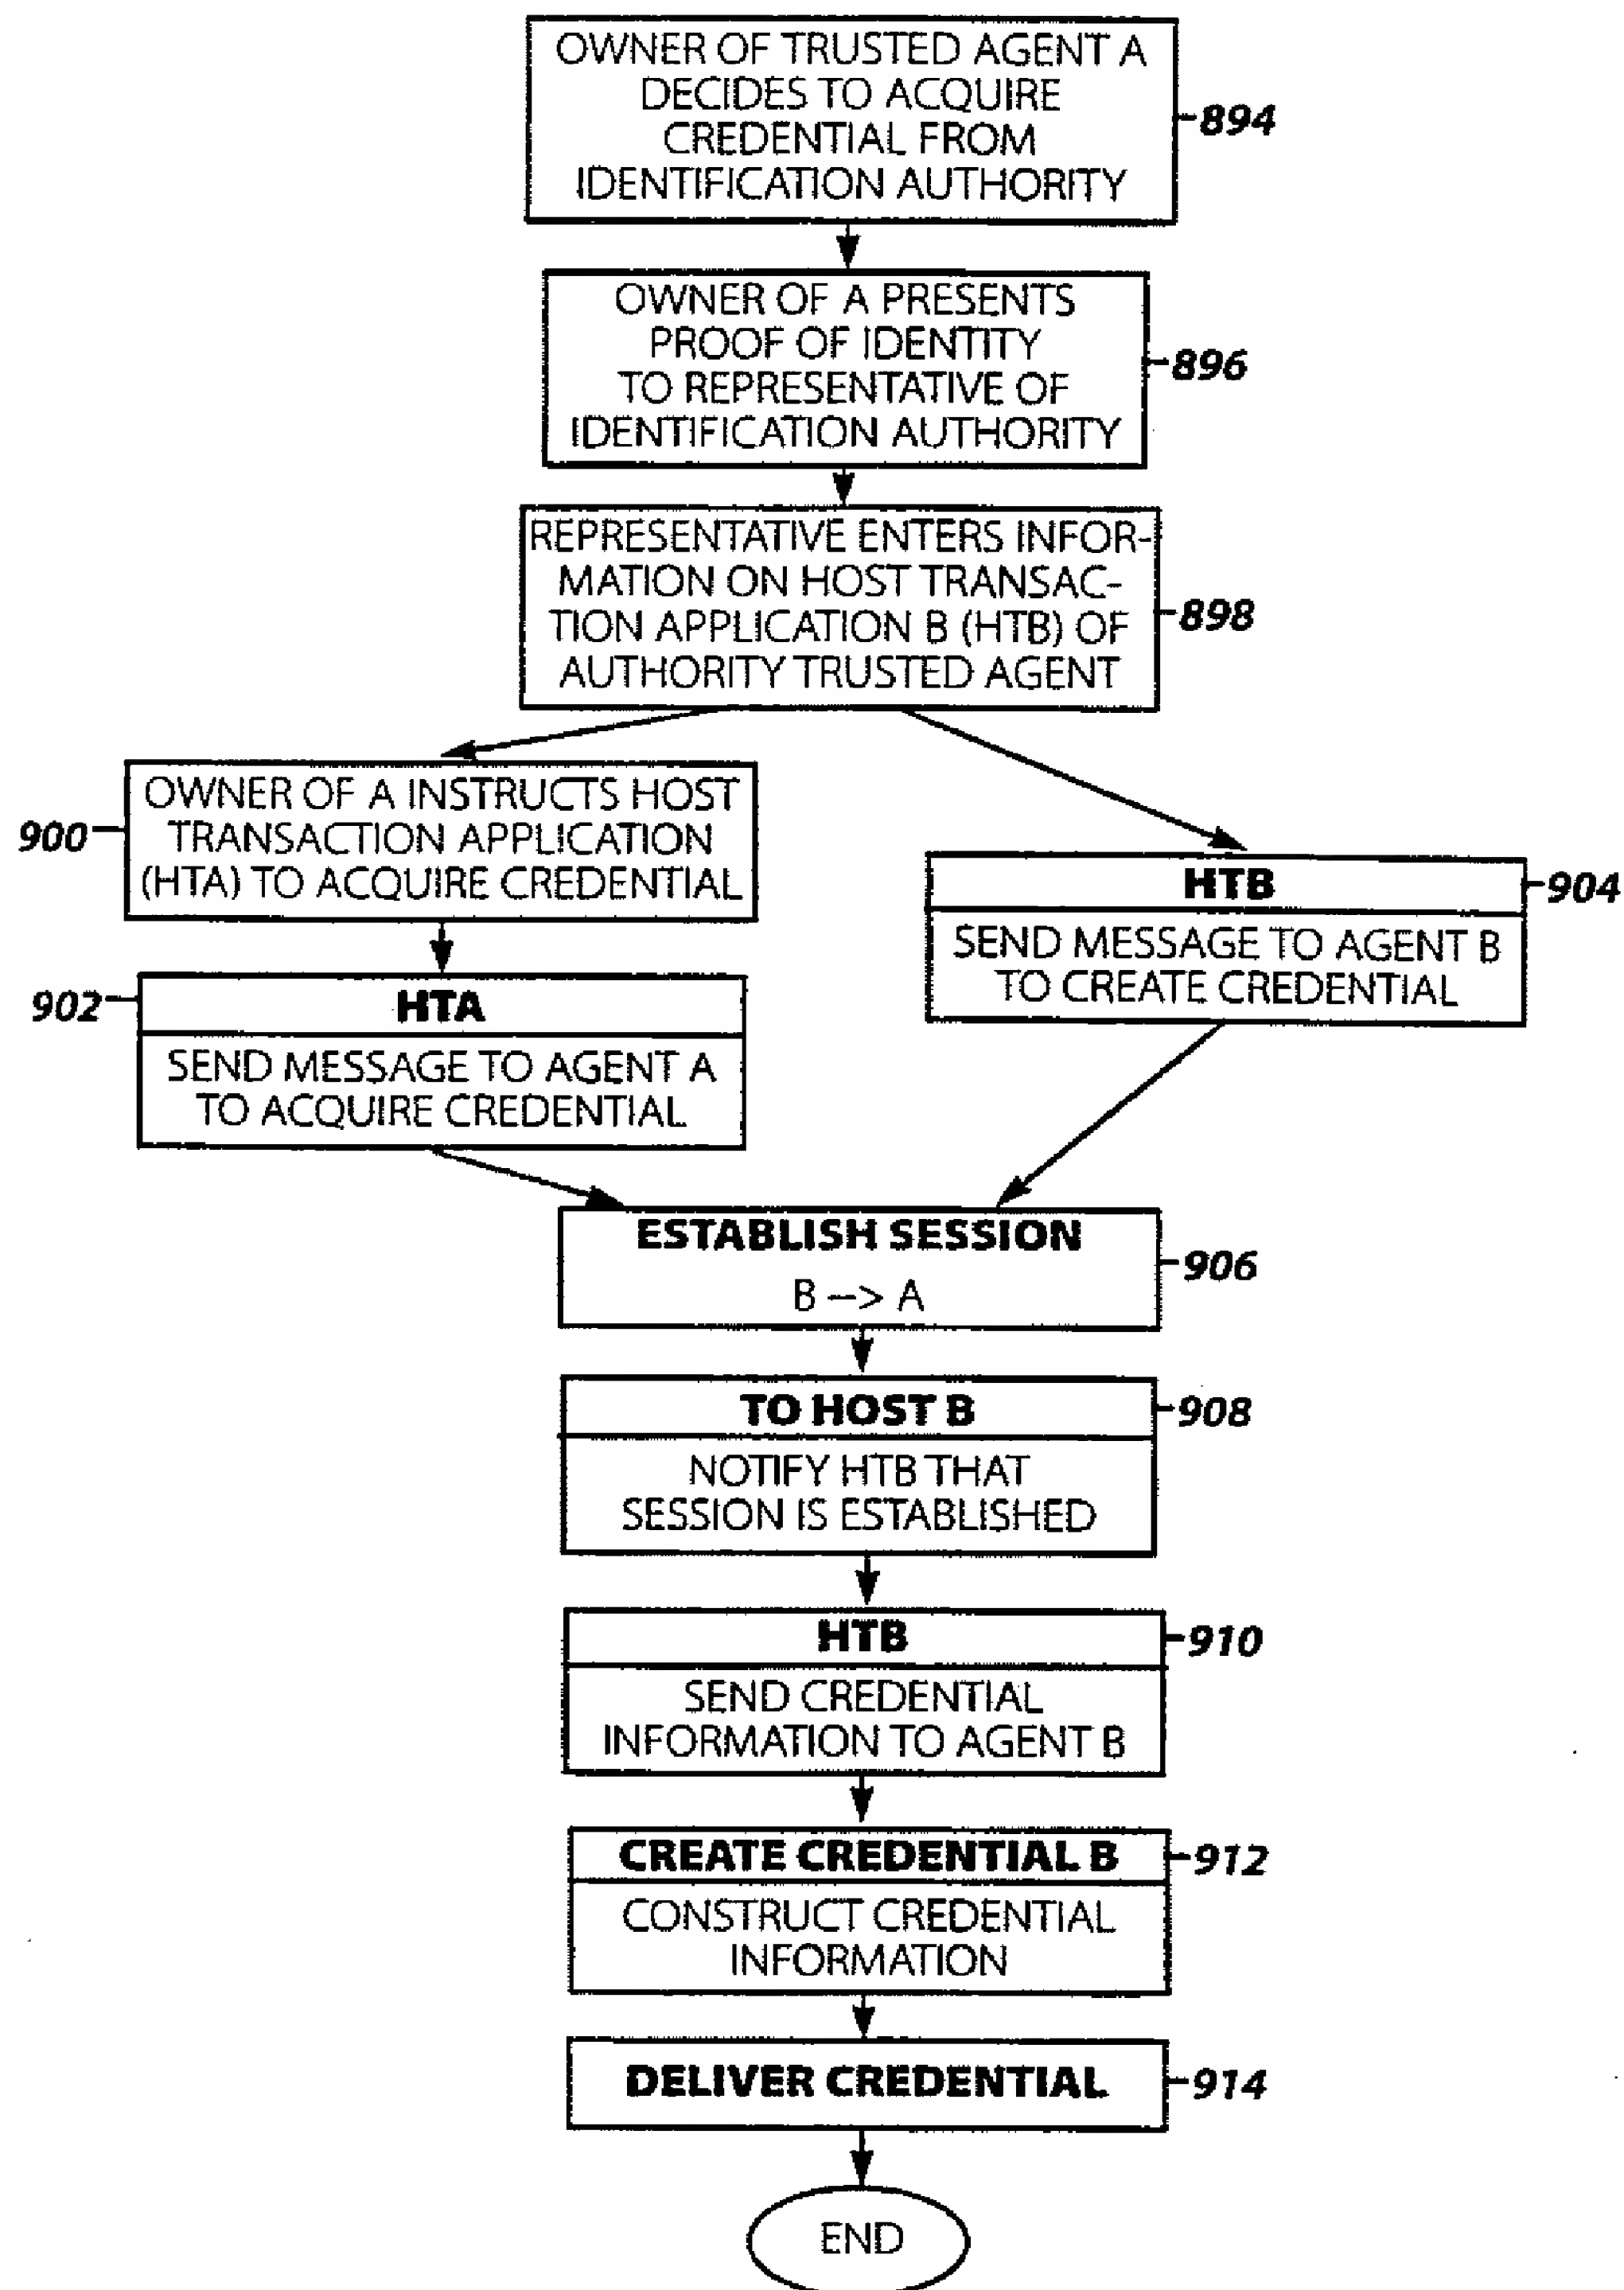 OWNER OF TRUSTED AGENT A
DECIDES TO ACQUIRE
CREDENTIAL FROM
IDENTIFICATION AUTHORITY
894
OWNER OF A PRESENTS
PROOF OF IDENTITY
TO REPRESENTATIVE OF
IDENTIFICATION AUTHORITY
896
REPRESENTATIVE ENTERS INFOR-
MATION ON HOST TRANSAC-
TION APPLICATION B (HTB) OF
AUTHORITY TRUSTED AGENT
898
OWNER OF A INSTRUCTS HOST
TRANSACTION APPLICATION
(HTA) TO ACQUIRE CREDENTIAL
900
HTA
902
SEND MESSAGE TO AGENT A
TO ACQUIRE CREDENTIAL
HTB
904
SEND MESSAGE TO AGENT B
TO CREATE CREDENTIAL
ESTABLISH SESSION
906
B --> A
TO HOST B
908
NOTIFY HTB THAT
SESSION IS ESTABLISHED
HTB
910
SEND CREDENTIAL
INFORMATION TO AGENT B
CREATE CREDENTIAL B
912
CONSTRUCT CREDENTIAL
INFORMATION
DELIVER CREDENTIAL
914
END